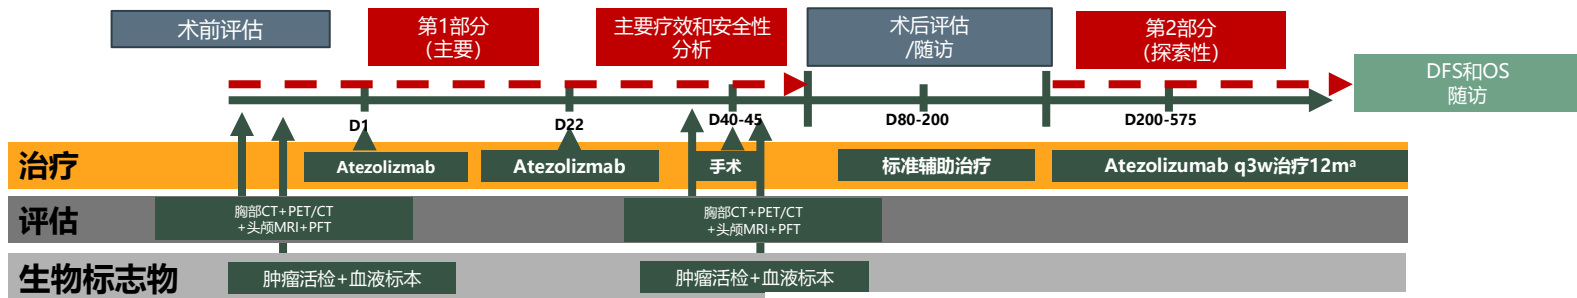 术前评估
第1部分
（主要）
主要疗效和安全性
分析
术后评估
/随访
第2部分
（探索性）
DFS和OS
随访
D1
D22
D40-45
D80-200
D200-575
治疗
Atezolizmab
Atezolizmab
手术
标准辅助治疗
Atezolizumab q3w治疗12mᵃ
评估
胸部CT+PET/CT
+头颅MRI+PFT
胸部CT+PET/CT
+头颅MRI+PFT
生物标志物
肿瘤活检+血液标本
肿瘤活检+血液标本